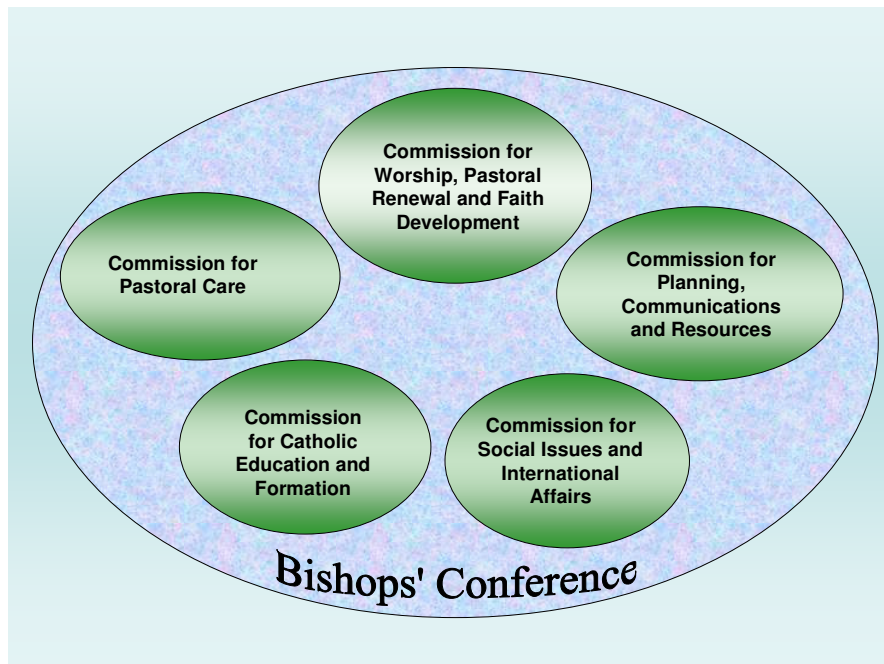 Commission for
Worship, Pastoral
Renewal and Faith
Development
Commission for
Pastoral Care
Commission for
Planning,
Communications
and Resources
Commission
for Catholic
Education and
Formation
Commission for
Social Issues and
International
Affairs
Bishops' Conference